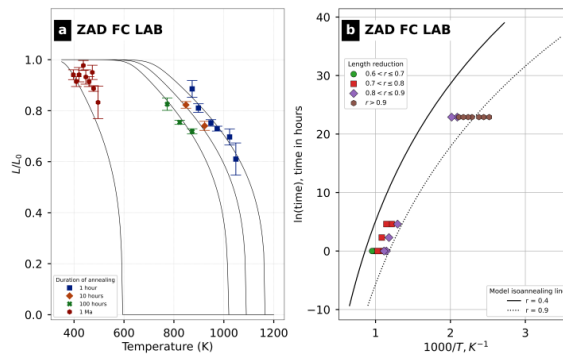 a ZAD FC LAB
L/L₀
1.0
0.8
0.6
0.4
0.2
0.0
Duration of annealing
1 hour
10 hours
100 hours
1 Ma
400 600 800 1000 1200
Temperature (K)
b ZAD FC LAB
ln(time), time in hours
40
30
20
10
0
−10
Length reduction
0.6 < r ≤ 0.7
0.7 < r ≤ 0.8
0.8 < r ≤ 0.9
r > 0.9
Model isoannealing line
r = 0.4
r = 0.9
1 2 3
1000/T, K⁻¹